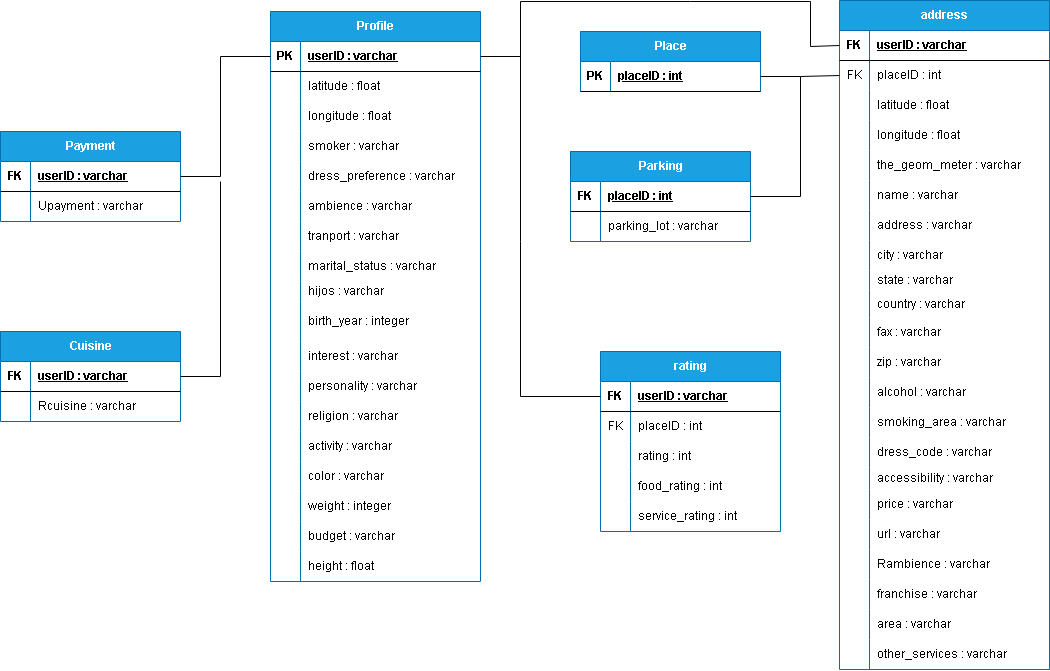 Profile
PK userID : varchar
latitude : float
longitude : float
smoker : varchar
dress_preference : varchar
ambience : varchar
tranport : varchar
marital_status : varchar
hijos : varchar
birth_year : integer
interest : varchar
personality : varchar
religion : varchar
activity : varchar
color : varchar
weight : integer
budget : varchar
height : float
Payment
FK userID : varchar
Upayment : varchar
Cuisine
FK userID : varchar
Rcuisine : varchar
Place
PK placeID : int
Parking
FK placeID : int
parking_lot : varchar
rating
FK userID : varchar
FK placeID : int
rating : int
food_rating : int
service_rating : int
address
FK userID : varchar
FK placeID : int
latitude : float
longitude : float
the_geom_meter : varchar
name : varchar
address : varchar
city : varchar
state : varchar
country : varchar
fax : varchar
zip : varchar
alcohol : varchar
smoking_area : varchar
dress_code : varchar
accessibility : varchar
price : varchar
url : varchar
Rambience : varchar
franchise : varchar
area : varchar
other_services : varchar